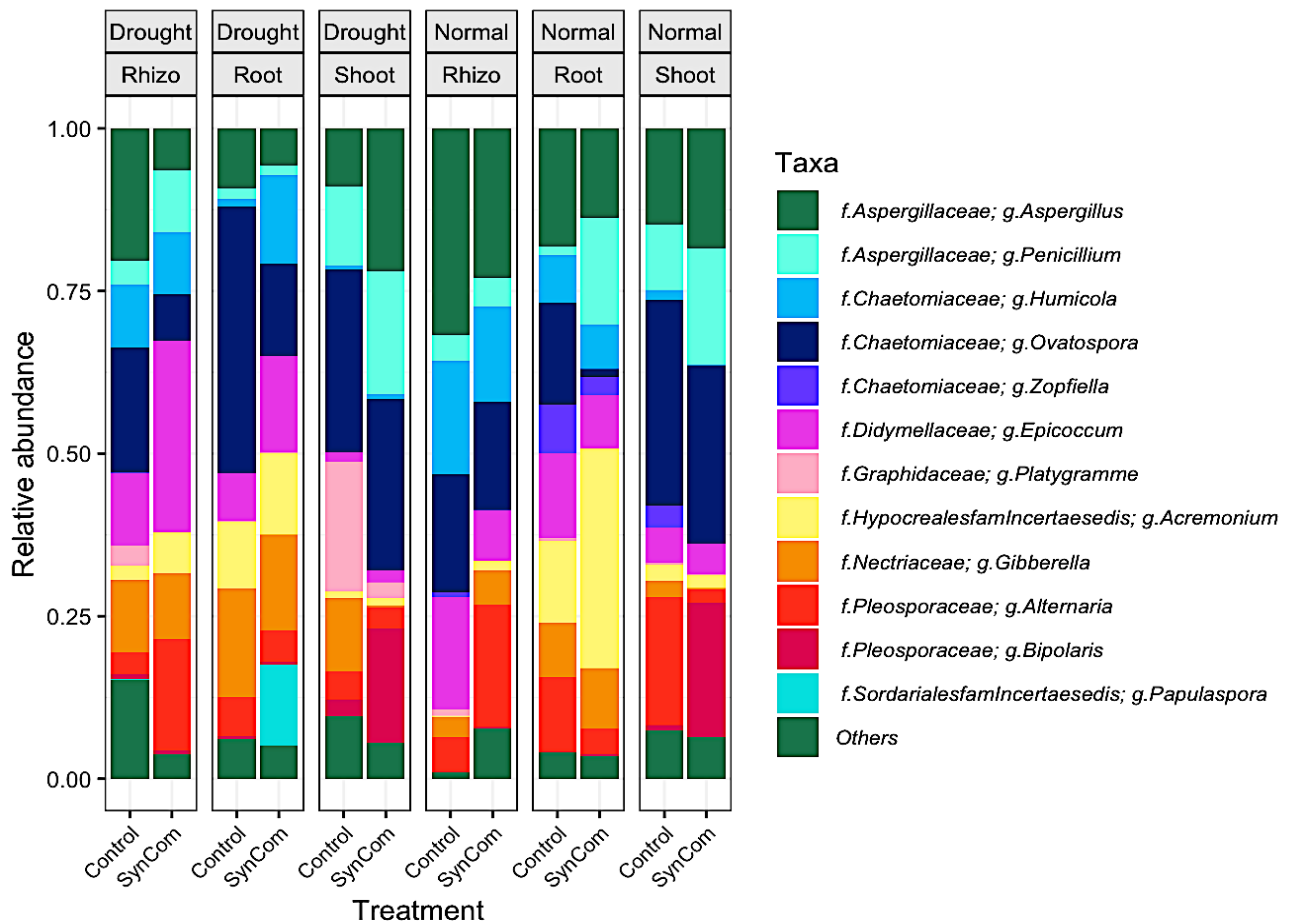 Drought Drought Drought Normal Normal Normal
Rhizo Root Shoot Rhizo Root Shoot
1.00
0.75
0.50
0.25
0.00
Relative abundance
Control SynCom Control SynCom Control SynCom Control SynCom Control SynCom Control SynCom
Treatment
Taxa
f.Aspergillaceae; g.Aspergillus
f.Aspergillaceae; g.Penicillium
f.Chaetomiaceae; g.Humicola
f.Chaetomiaceae; g.Ovatospora
f.Chaetomiaceae; g.Zopfiella
f.Didymellaceae; g.Epicoccum
f.Graphidaceae; g.Platygramme
f.HypocrealesfamIncertaesedis; g.Acremonium
f.Nectriaceae; g.Gibberella
f.Pleosporaceae; g.Alternaria
f.Pleosporaceae; g.Bipolaris
f.SordarialesfamIncertaesedis; g.Papulaspora
Others